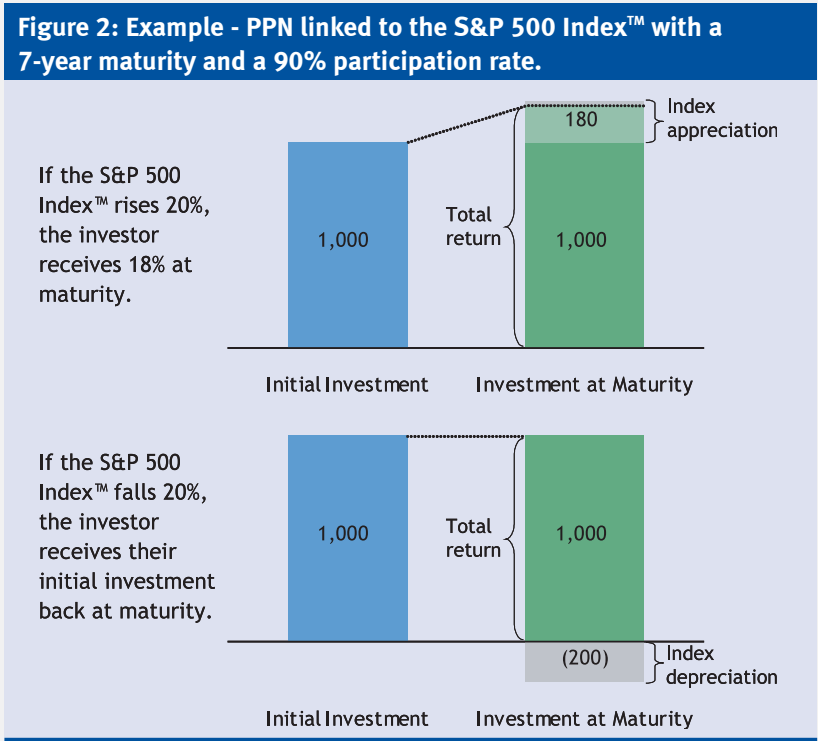 Figure 2: Example - PPN linked to the S&P 500 Index™ with a
7-year maturity and a 90% participation rate.
If the S&P 500
Index™ rises 20%,
the investor
receives 18% at
maturity.
1,000
Total
return
180
1,000
Index
appreciation
Initial Investment
Investment at Maturity
If the S&P 500
Index™ falls 20%,
the investor
receives their
initial investment
back at maturity.
1,000
Total
return
1,000
(200)
Index
depreciation
Initial Investment
Investment at Maturity